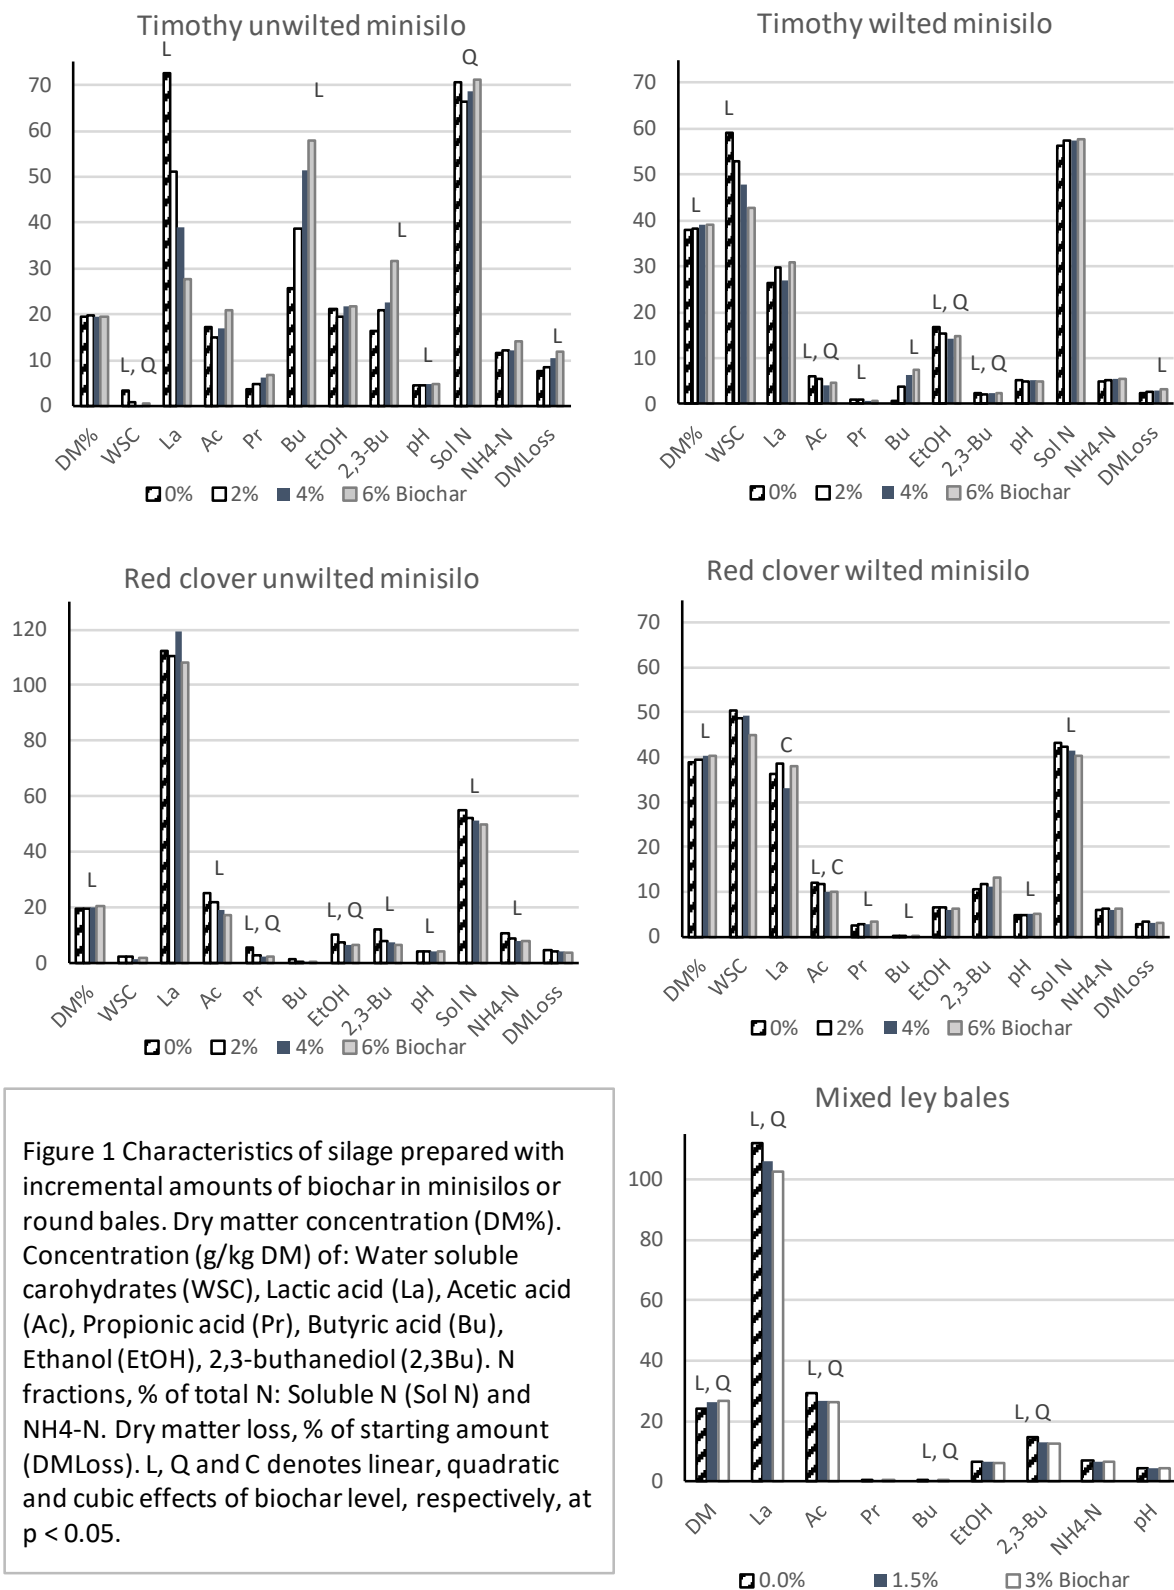 Timothy unwilted minisilo
L
L, Q
L
L
L
Q
L
70
60
50
40
30
20
10
0
DM%
WSC
La
Ac
Pr
Bu
EtOH
2,3-Bu
pH
Sol N
NH4-N
DMLoss
0% 2% 4% 6% Biochar
Timothy wilted minisilo
L
L
L, Q
L
L
L, Q
L, Q
L
70
60
50
40
30
20
10
0
DM%
WSC
La
Ac
Pr
Bu
EtOH
2,3-Bu
pH
Sol N
NH4-N
DMLoss
0% 2% 4% 6% Biochar
Red clover unwilted minisilo
L
L
L, Q
L, Q
L
L
L
L
120
100
80
60
40
20
0
DM%
WSC
La
Ac
Pr
Bu
EtOH
2,3-Bu
pH
Sol N
NH4-N
DMLoss
0% 2% 4% 6% Biochar
Red clover wilted minisilo
L
C
L, C
L
L
L
L
70
60
50
40
30
20
10
0
DM%
WSC
La
Ac
Pr
Bu
EtOH
2,3-Bu
pH
Sol N
NH4-N
DMLoss
0% 2% 4% 6% Biochar
Figure 1 Characteristics of silage prepared with
incremental amounts of biochar in minisilos or
round bales. Dry matter concentration (DM%).
Concentration (g/kg DM) of: Water soluble
carohydrates (WSC), Lactic acid (La), Acetic acid
(Ac), Propionic acid (Pr), Butyric acid (Bu),
Ethanol (EtOH), 2,3-buthanediol (2,3Bu). N
fractions, % of total N: Soluble N (Sol N) and
NH4-N. Dry matter loss, % of starting amount
(DMLoss). L, Q and C denotes linear, quadratic
and cubic effects of biochar level, respectively, at
p < 0.05.
Mixed ley bales
L, Q
L, Q
L, Q
L, Q
L, Q
100
80
60
40
20
0
DM
La
Ac
Pr
Bu
EtOH
2,3-Bu
NH4-N
pH
0.0% 1.5% 3% Biochar